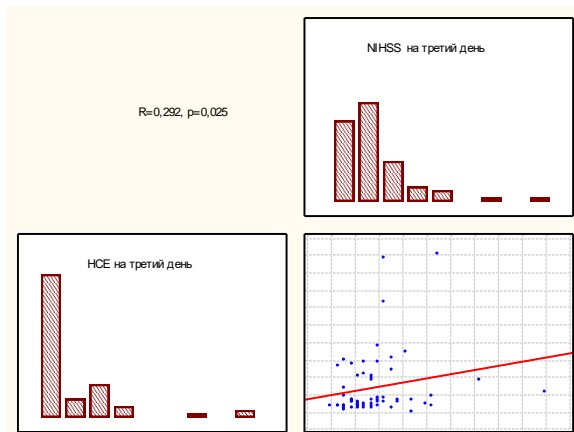 NIHSS на третий день
R=0,292, p=0,025
НСЕ на третий день